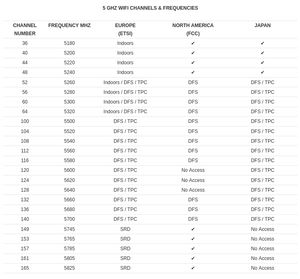 5 GHZ WIFI CHANNELS & FREQUENCIES
CHANNEL NUMBER FREQUENCY MHZ EUROPE (ETSI) NORTH AMERICA (FCC) JAPAN
36 5180 Indoors ✔ ✔
40 5200 Indoors ✔ ✔
44 5220 Indoors ✔ ✔
48 5240 Indoors ✔ ✔
52 5260 Indoors / DFS / TPC DFS DFS / TPC
56 5280 Indoors / DFS / TPC DFS DFS / TPC
60 5300 Indoors / DFS / TPC DFS DFS / TPC
64 5320 Indoors / DFS / TPC DFS DFS / TPC
100 5500 DFS / TPC DFS DFS / TPC
104 5520 DFS / TPC DFS DFS / TPC
108 5540 DFS / TPC DFS DFS / TPC
112 5560 DFS / TPC DFS DFS / TPC
116 5580 DFS / TPC DFS DFS / TPC
120 5600 DFS / TPC No Access DFS / TPC
124 5620 DFS / TPC No Access DFS / TPC
128 5640 DFS / TPC No Access DFS / TPC
132 5660 DFS / TPC DFS DFS / TPC
136 5680 DFS / TPC DFS DFS / TPC
140 5700 DFS / TPC DFS DFS / TPC
149 5745 SRD ✔ No Access
153 5765 SRD ✔ No Access
157 5785 SRD ✔ No Access
161 5805 SRD ✔ No Access
165 5825 SRD ✔ No Access